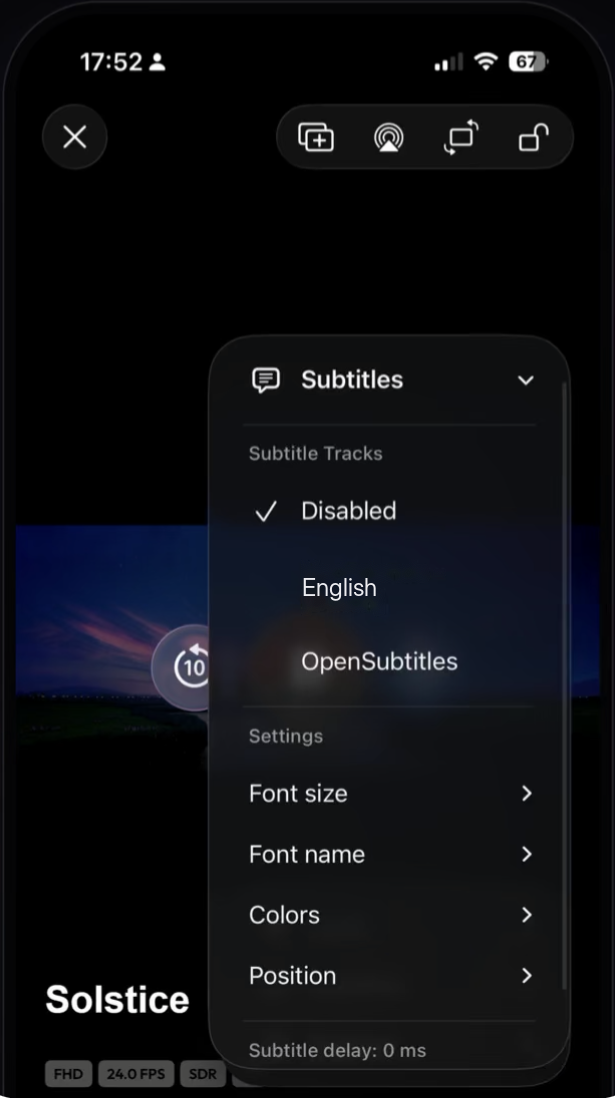 17:52
67
Subtitles
Subtitle Tracks
Disabled
English
OpenSubtitles
10
Settings
Font size
Font name
Colors
Position
Solstice
Subtitle delay: 0 ms
FHD 24.0 FPS SDR